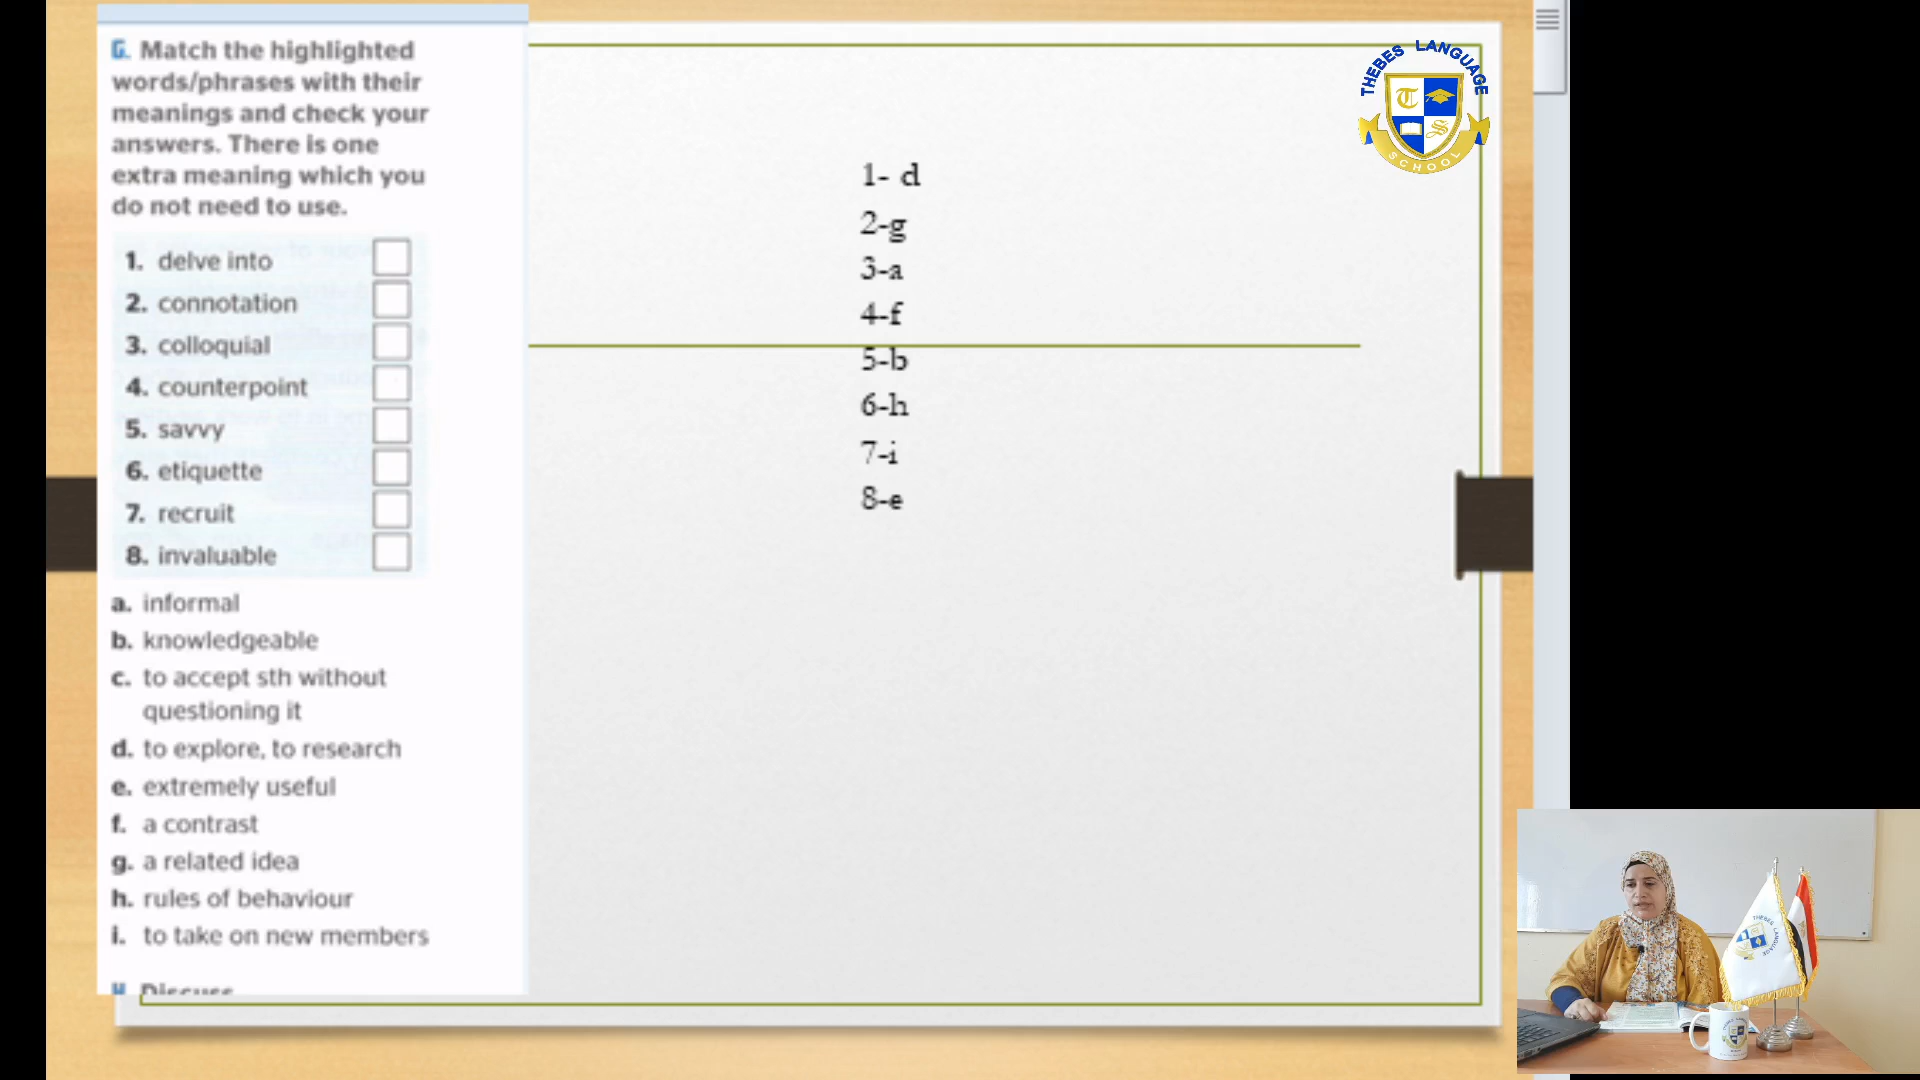 G. Match the highlighted
words/phrases with their
meanings and check your
answers. There is one
extra meaning which you
do not need to use.
1. delve into
2. connotation
3. colloquial
4. counterpoint
5. savvy
6. etiquette
7. recruit
8. invaluable
a. informal
b. knowledgeable
c. to accept sth without
questioning it
d. to explore, to research
e. extremely useful
f. a contrast
g. a related idea
h. rules of behaviour
i. to take on new members
H. Discuss
1- d
2-g
3-a
4-f
5-b
6-h
7-i
8-e
THEBES LANGUAGE
SCHOOL
THEBES LANGUAGE